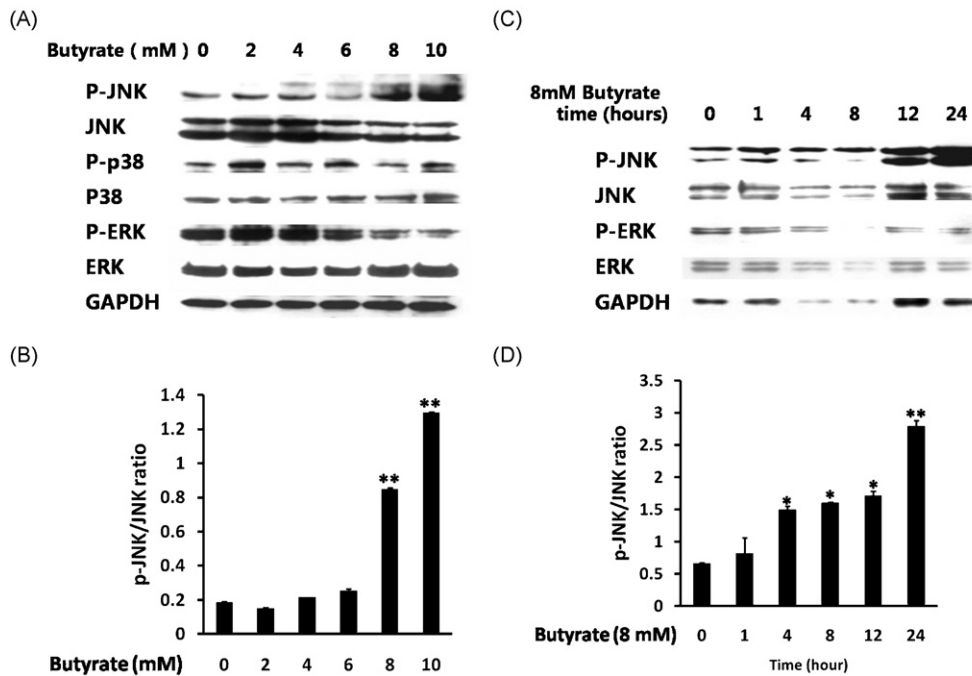 (A)
Butyrate ( mM ) 0 2 4 6 8 10
P-JNK
JNK
P-p38
P38
P-ERK
ERK
GAPDH
(C)
8mM Butyrate
time (hours) 0 1 4 8 12 24
P-JNK
JNK
P-ERK
ERK
GAPDH
(B)
p-JNK/JNK ratio
1.4
1.2
1
0.8
0.6
0.4
0.2
0
** **
Butyrate (mM) 0 2 4 6 8 10
(D)
p-JNK/JNK ratio
3.5
3
2.5
2
1.5
1
0.5
0
* * * **
Butyrate (8 mM) 0 1 4 8 12 24
Time (hour)